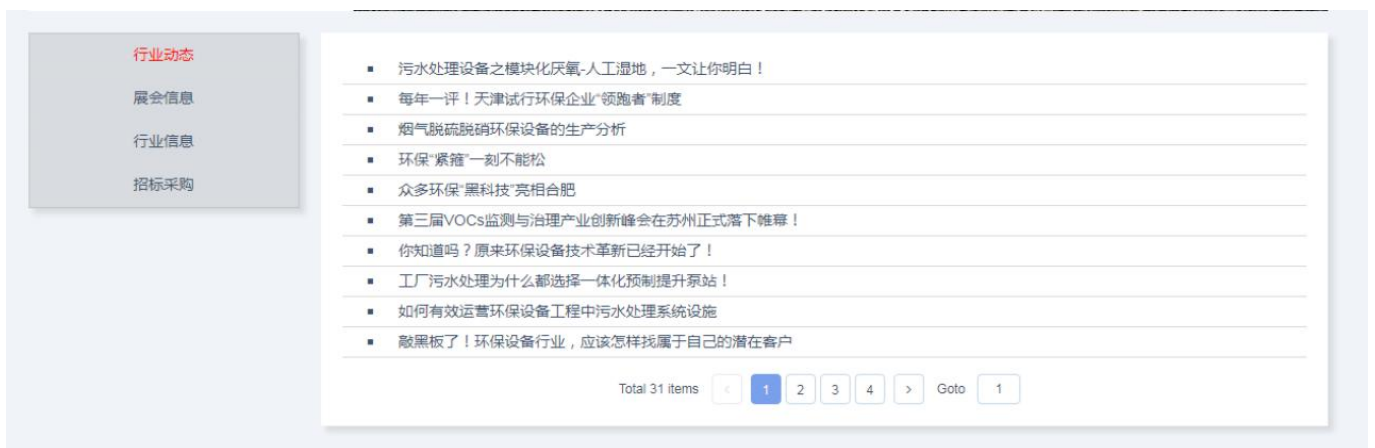 行业动态
展会信息
行业信息
招标采购
污水处理设备之模块化厌氧-人工湿地，一文让你明白！
每年一评！天津试行环保企业“领跑者”制度
烟气脱硫脱硝环保设备的生产分析
环保“紧箍”一刻不能松
众多环保“黑科技”亮相合肥
第三届VOCs监测与治理产业创新峰会在苏州正式落下帷幕！
你知道吗？原来环保设备技术革新已经开始了！
工厂污水处理为什么都选择一体化预制提升泵站！
如何有效运营环保设备工程中污水处理系统设施
敲黑板了！环保设备行业，应该怎样找属于自己的潜在客户
Total 31 items < 1 2 3 4 > Goto 1